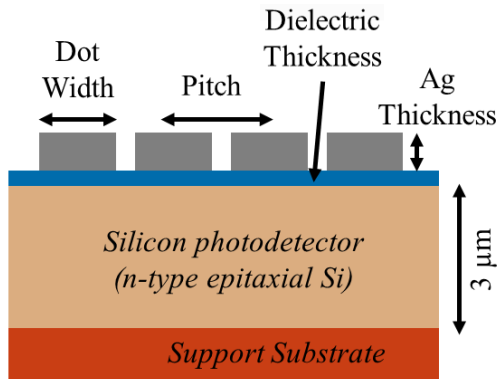 Dot
Width
Pitch
Dielectric
Thickness
Ag
Thickness
Silicon photodetector
(n-type epitaxial Si)
3 μm
Support Substrate